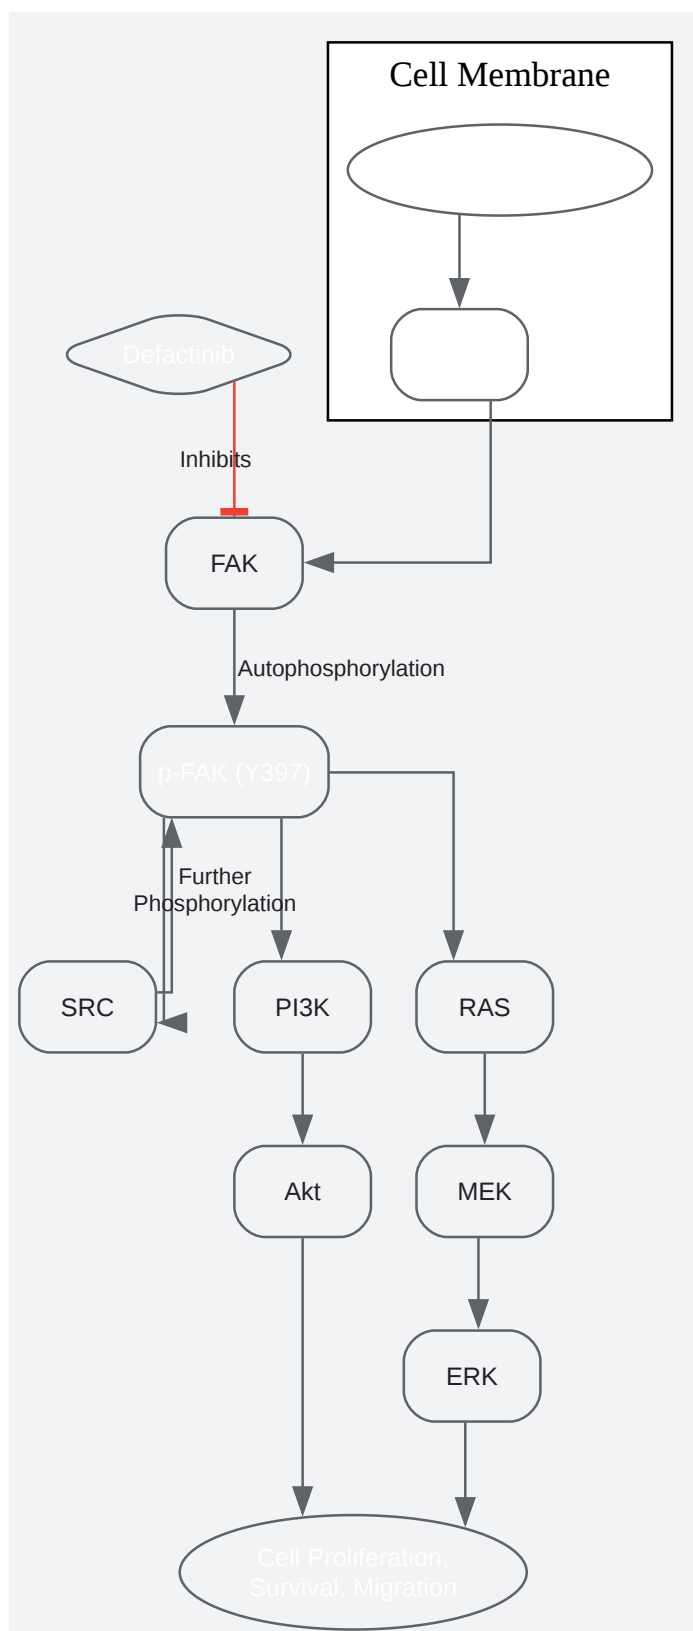 Cell Membrane
Defactinib
Inhibits
FAK
Autophosphorylation
p-FAK (Y397)
Further
Phosphorylation
SRC
PI3K
RAS
Akt
MEK
ERK
Cell Proliferation,
Survival, Migration